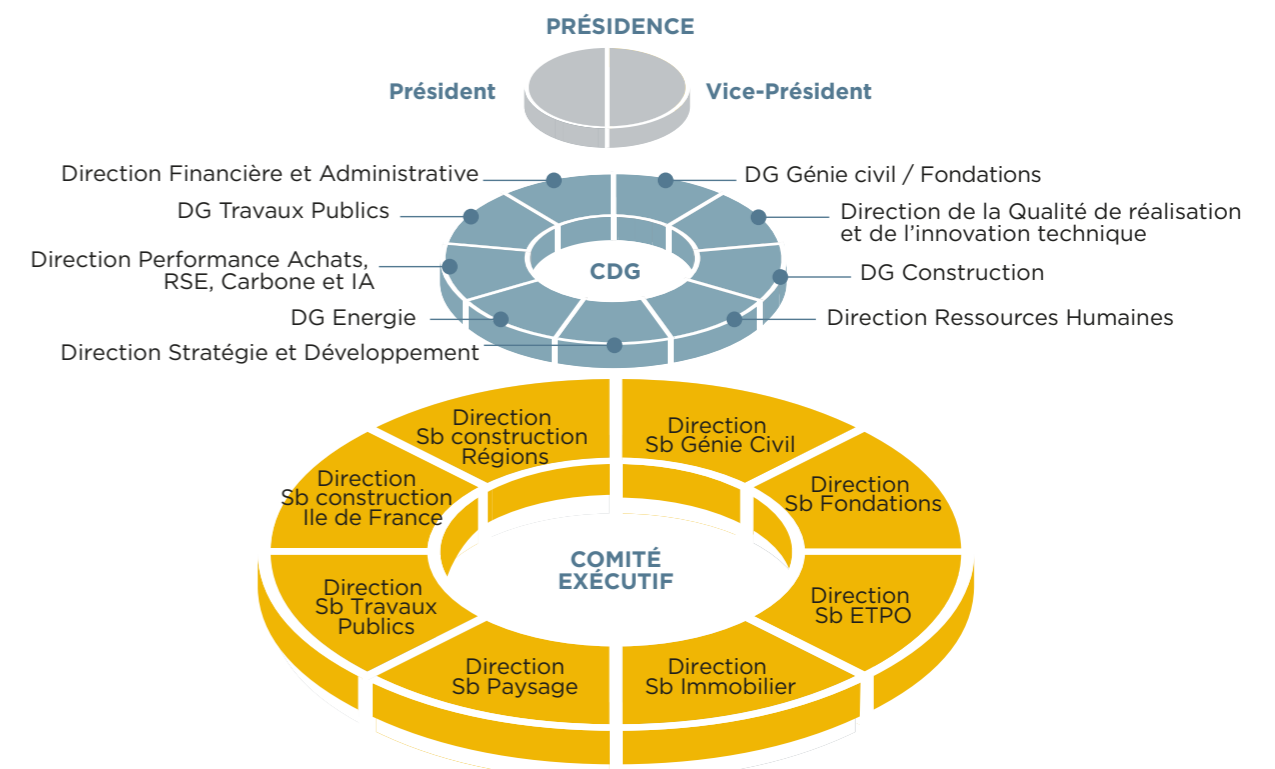 PRÉSIDENCE
Président
Vice-Président
Direction Financière et Administrative
DG Travaux Publics
Direction Performance Achats,
RSE, Carbone et IA
DG Energie
Direction Stratégie et Développement
DG Génie civil / Fondations
Direction de la Qualité de réalisation
et de l'innovation technique
DG Construction
Direction Ressources Humaines
CDG
Direction
Sb construction
Régions
Direction
Sb Génie Civil
Direction
Sb construction
Ile de France
Direction
Sb Fondations
COMITÉ
EXÉCUTIF
Direction
Sb Travaux
Publics
Direction
Sb ETPO
Direction
Sb Paysage
Direction
Sb Immobilier